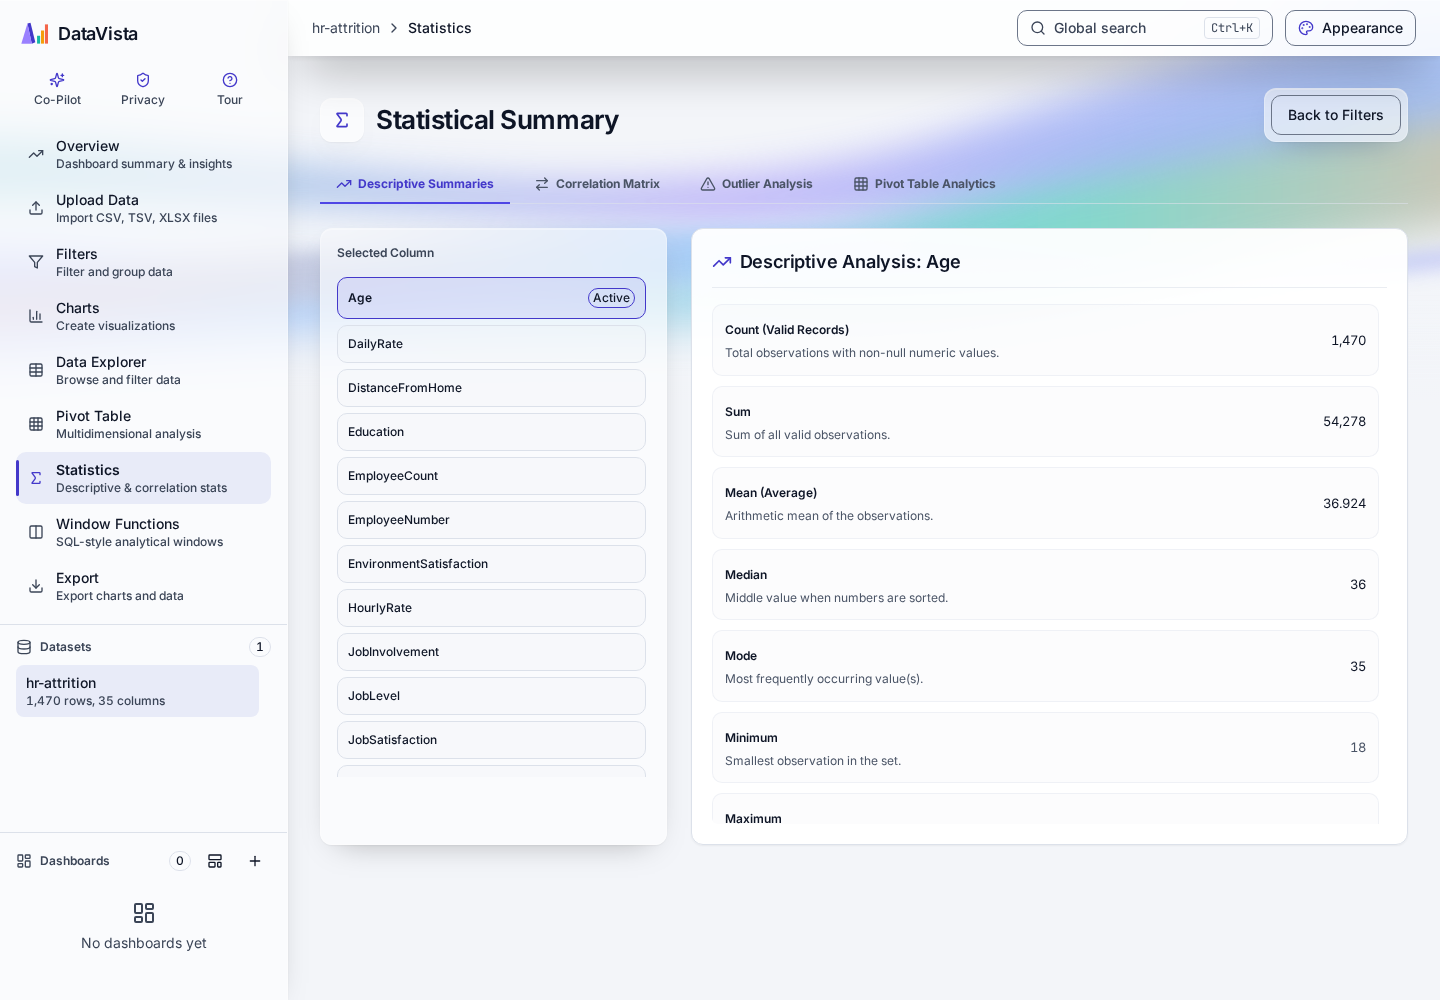 DataVista
Co-Pilot
Privacy
Tour
Overview
Dashboard summary & insights
Upload Data
Import CSV, TSV, XLSX files
Filters
Filter and group data
Charts
Create visualizations
Data Explorer
Browse and filter data
Pivot Table
Multidimensional analysis
Statistics
Descriptive & correlation stats
Window Functions
SQL-style analytical windows
Export
Export charts and data
Datasets
1
hr-attrition
1,470 rows, 35 columns
Dashboards
0
No dashboards yet
hr-attrition
Statistics
Global search
Ctrl+K
Appearance
Statistical Summary
Back to Filters
Descriptive Summaries
Correlation Matrix
Outlier Analysis
Pivot Table Analytics
Selected Column
Age
Active
DailyRate
DistanceFromHome
Education
EmployeeCount
EmployeeNumber
EnvironmentSatisfaction
HourlyRate
JobInvolvement
JobLevel
JobSatisfaction
Descriptive Analysis: Age
Count (Valid Records)
Total observations with non-null numeric values.
1,470
Sum
Sum of all valid observations.
54,278
Mean (Average)
Arithmetic mean of the observations.
36.924
Median
Middle value when numbers are sorted.
36
Mode
Most frequently occurring value(s).
35
Minimum
Smallest observation in the set.
18
Maximum